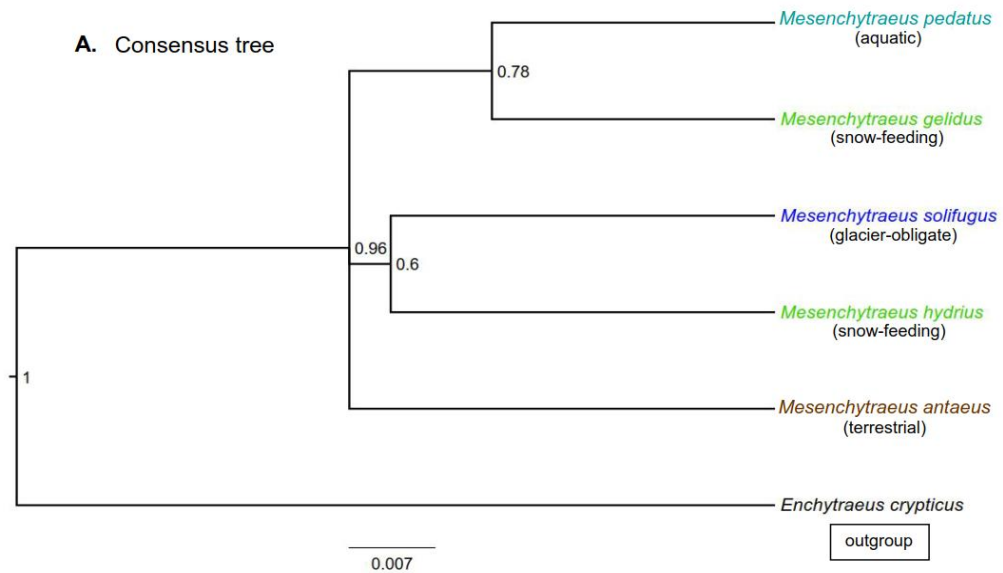 A. Consensus tree
Mesenchytraeus pedatus
(aquatic)
0.78
Mesenchytraeus gelidus
(snow-feeding)
Mesenchytraeus solifugus
(glacier-obligate)
0.96
0.6
Mesenchytraeus hydrius
(snow-feeding)
1
Mesenchytraeus antaeus
(terrestrial)
Enchytraeus crypticus
outgroup
0.007